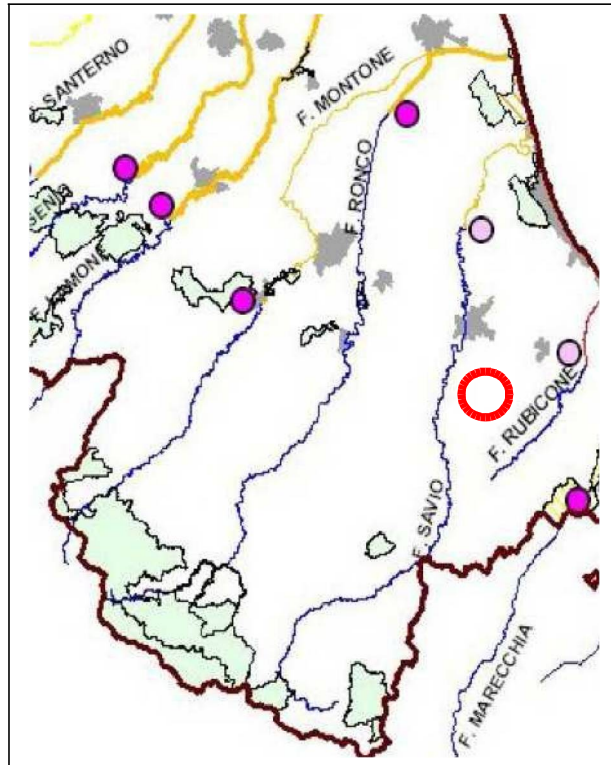 SANTERNO
F. MONTONE
F. RONCO
F. RUBICONE
F. SAVIO
F. MARECCHIA